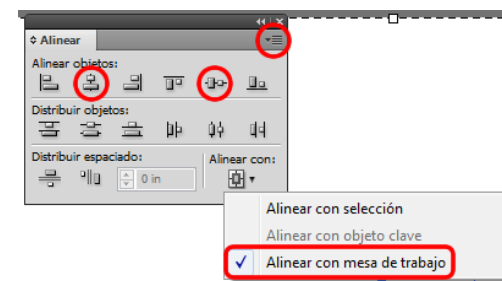 Alinear
Alinear objetos:
Distribuir objetos:
Distribuir espaciado:
Alinear con:
0 in
Alinear con selección
Alinear con objeto clave
Alinear con mesa de trabajo